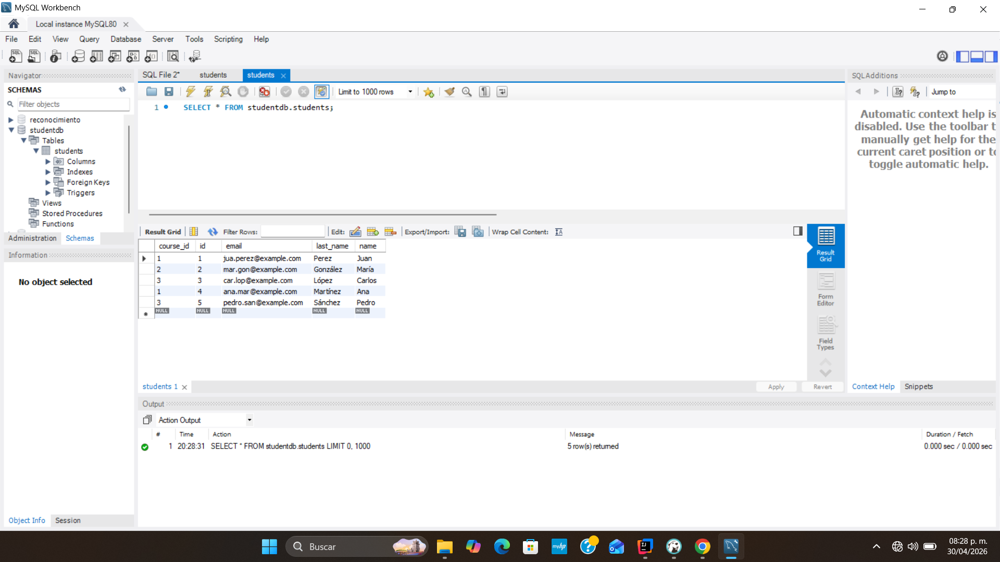 MySQL Workbench
Local instance MySQL80
File Edit View Query Database Server Tools Scripting Help
Navigator
SCHEMAS
Filter objects
reconocimiento
studentdb
Tables
students
Columns
Indexes
Foreign Keys
Triggers
Views
Stored Procedures
Functions
Administration Schemas
Information
No object selected
Object Info Session
SQL File 2* students students
Limit to 1000 rows
1 SELECT * FROM studentdb.students;
Result Grid Filter Rows: Edit: Export/Import: Wrap Cell Content:
course_id id email last_name name
1 1 jua.perez@example.com Perez Juan
2 2 mar.gon@example.com González María
3 3 car.lop@example.com López Carlos
1 4 ana.mar@example.com Martínez Ana
3 5 pedro.san@example.com Sánchez Pedro
NULL NULL NULL NULL NULL
Result
Grid
Form
Editor
Field
Types
students 1 Apply Revert
SQLAdditions
Jump to
Automatic context help is
disabled. Use the toolbar t
manually get help for the
current caret position or to
toggle automatic help.
Context Help Snippets
Output
Action Output
# Time Action Message Duration / Fetch
1 20:28:31 SELECT * FROM studentdb.students LIMIT 0, 1000 5 row(s) returned 0.000 sec / 0.000 sec
Buscar
myhp
08:28 p. m.
30/04/2026